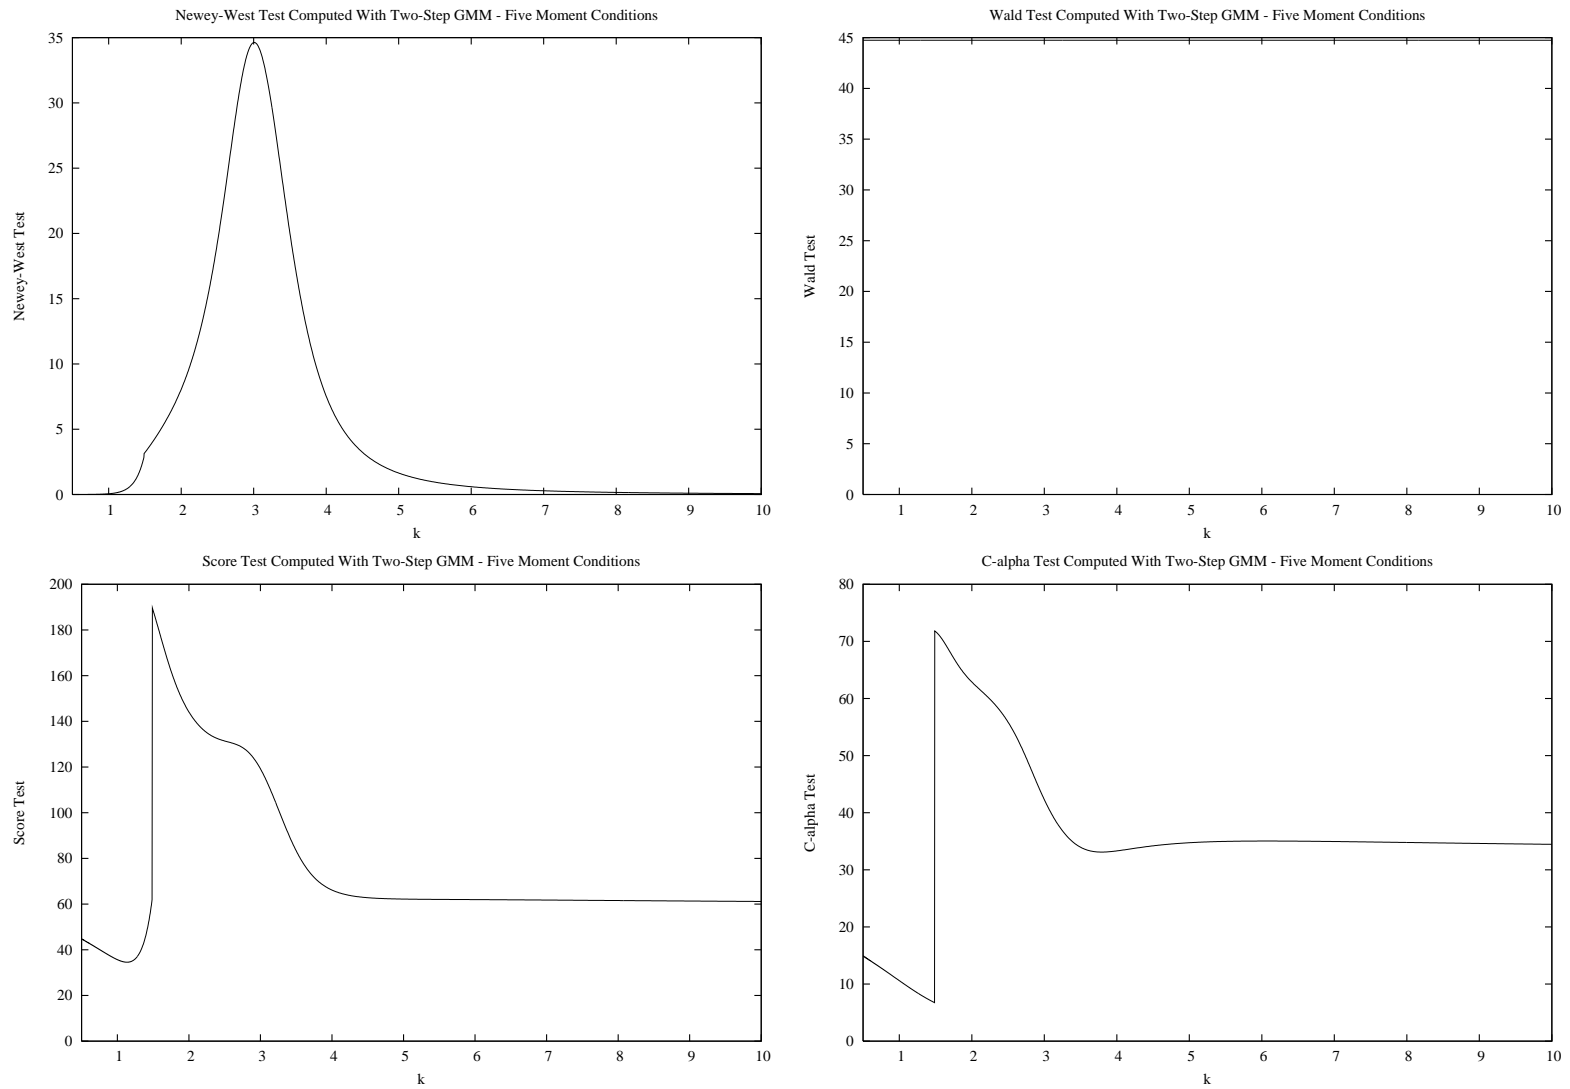 Newey-West Test Computed With Two-Step GMM - Five Moment Conditions
35
30
25
20
15
10
5
0
Newey-West Test
1 2 3 4 5 6 7 8 9 10
k
Wald Test Computed With Two-Step GMM - Five Moment Conditions
45
40
35
30
25
20
15
10
5
0
Wald Test
1 2 3 4 5 6 7 8 9 10
k
Score Test Computed With Two-Step GMM - Five Moment Conditions
200
180
160
140
120
100
80
60
40
20
0
Score Test
1 2 3 4 5 6 7 8 9 10
k
C-alpha Test Computed With Two-Step GMM - Five Moment Conditions
80
70
60
50
40
30
20
10
0
C-alpha Test
1 2 3 4 5 6 7 8 9 10
k